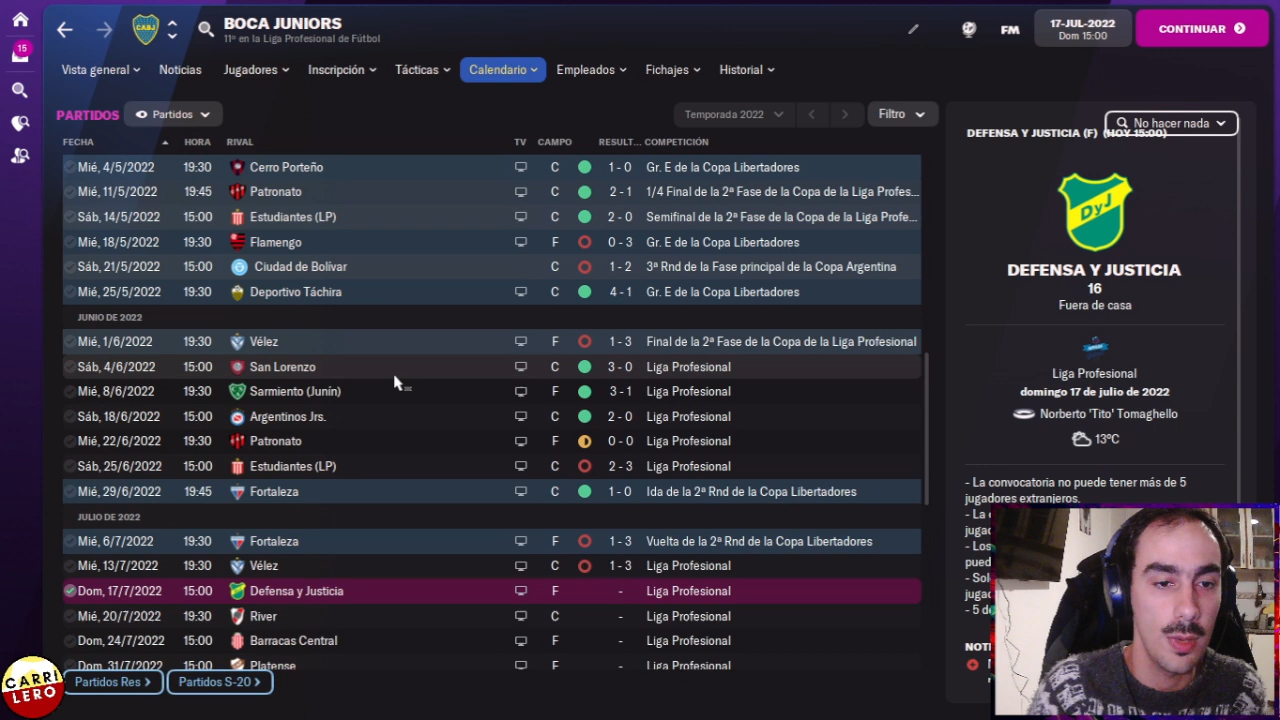 BOCA JUNIORS
11º en la Liga Profesional de Fútbol
FM
17-JUL-2022
Dom 15:00
CONTINUAR
15
Vista general
Noticias
Jugadores
Inscripción
Tácticas
Calendario
Empleados
Fichajes
Historial
PARTIDOS
Partidos
Temporada 2022
Filtro
No hacer nada
FECHA HORA RIVAL TV CAMPO RESULT... COMPETICIÓN
Mié, 4/5/2022 19:30 Cerro Porteño C 1 - 0 Gr. E de la Copa Libertadores
Mié, 11/5/2022 19:45 Patronato C 2 - 1 1/4 Final de la 2ª Fase de la Copa de la Liga Profes...
Sáb, 14/5/2022 15:00 Estudiantes (LP) C 2 - 0 Semifinal de la 2ª Fase de la Copa de la Liga Profe...
Mié, 18/5/2022 19:30 Flamengo F 0 - 3 Gr. E de la Copa Libertadores
Sáb, 21/5/2022 15:00 Ciudad de Bolívar C 1 - 2 3ª Rnd de la Fase principal de la Copa Argentina
Mié, 25/5/2022 19:30 Deportivo Táchira C 4 - 1 Gr. E de la Copa Libertadores
JUNIO DE 2022
Mié, 1/6/2022 19:30 Vélez F 1 - 3 Final de la 2ª Fase de la Copa de la Liga Profesional
Sáb, 4/6/2022 15:00 San Lorenzo C 3 - 0 Liga Profesional
Mié, 8/6/2022 19:30 Sarmiento (Junín) F 3 - 1 Liga Profesional
Sáb, 18/6/2022 15:00 Argentinos Jrs. C 2 - 0 Liga Profesional
Mié, 22/6/2022 19:30 Patronato F 0 - 0 Liga Profesional
Sáb, 25/6/2022 15:00 Estudiantes (LP) C 2 - 3 Liga Profesional
Mié, 29/6/2022 19:45 Fortaleza C 1 - 0 Ida de la 2ª Rnd de la Copa Libertadores
JULIO DE 2022
Mié, 6/7/2022 19:30 Fortaleza F 1 - 3 Vuelta de la 2ª Rnd de la Copa Libertadores
Mié, 13/7/2022 19:30 Vélez C 1 - 3 Liga Profesional
Dom, 17/7/2022 15:00 Defensa y Justicia F - Liga Profesional
Mié, 20/7/2022 19:30 River C - Liga Profesional
Dom, 24/7/2022 15:00 Barracas Central F - Liga Profesional
Dom, 31/7/2022 15:00 Platense F - Liga Profesional
Partidos Res
Partidos S-20
CARRI
LERO
DEFENSA Y JUSTICIA (F) (HOY 15:00)
DyJ
DEFENSA Y JUSTICIA
16
Fuera de casa
Liga Profesional
domingo 17 de julio de 2022
Norberto 'Tito' Tomaghello
13ºC
- La convocatoria no puede tener más de 5
jugadores extranjeros.